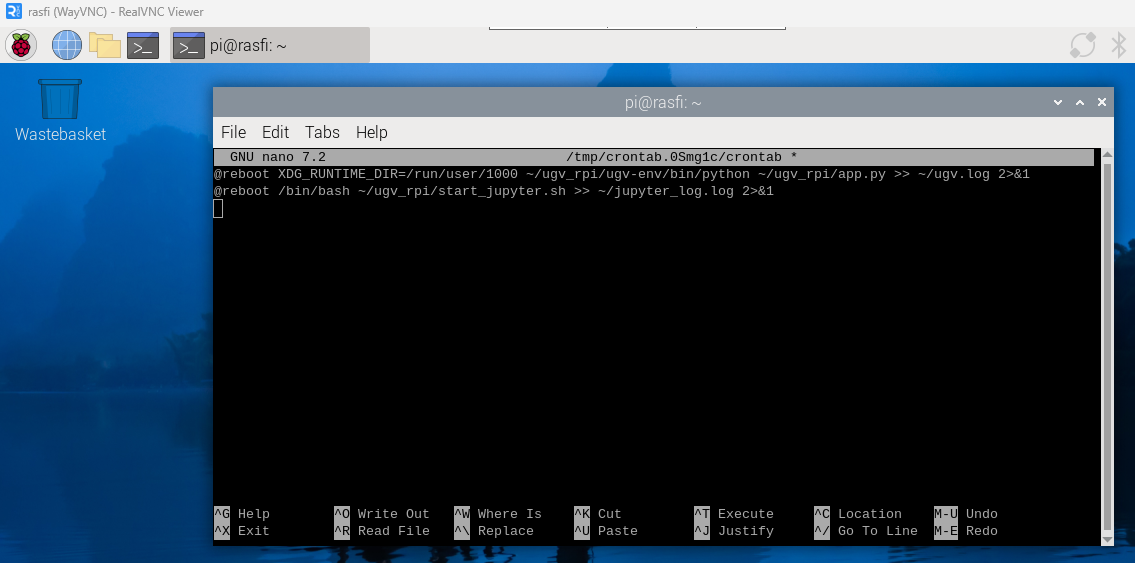 rasfi (WayVNC) - RealVNC Viewer
>_ >_ pi@rasfi: ~
Wastebasket
pi@rasfi: ~
File Edit Tabs Help
GNU nano 7.2 /tmp/crontab.0Smg1c/crontab *
@reboot XDG_RUNTIME_DIR=/run/user/1000 ~/ugv_rpi/ugv-env/bin/python ~/ugv_rpi/app.py >> ~/ugv.log 2>&1
@reboot /bin/bash ~/ugv_rpi/start_jupyter.sh >> ~/jupyter_log.log 2>&1
^G Help ^O Write Out ^W Where Is ^K Cut ^T Execute ^C Location M-U Undo
^X Exit ^R Read File ^\ Replace ^U Paste ^J Justify ^/ Go To Line M-E Redo